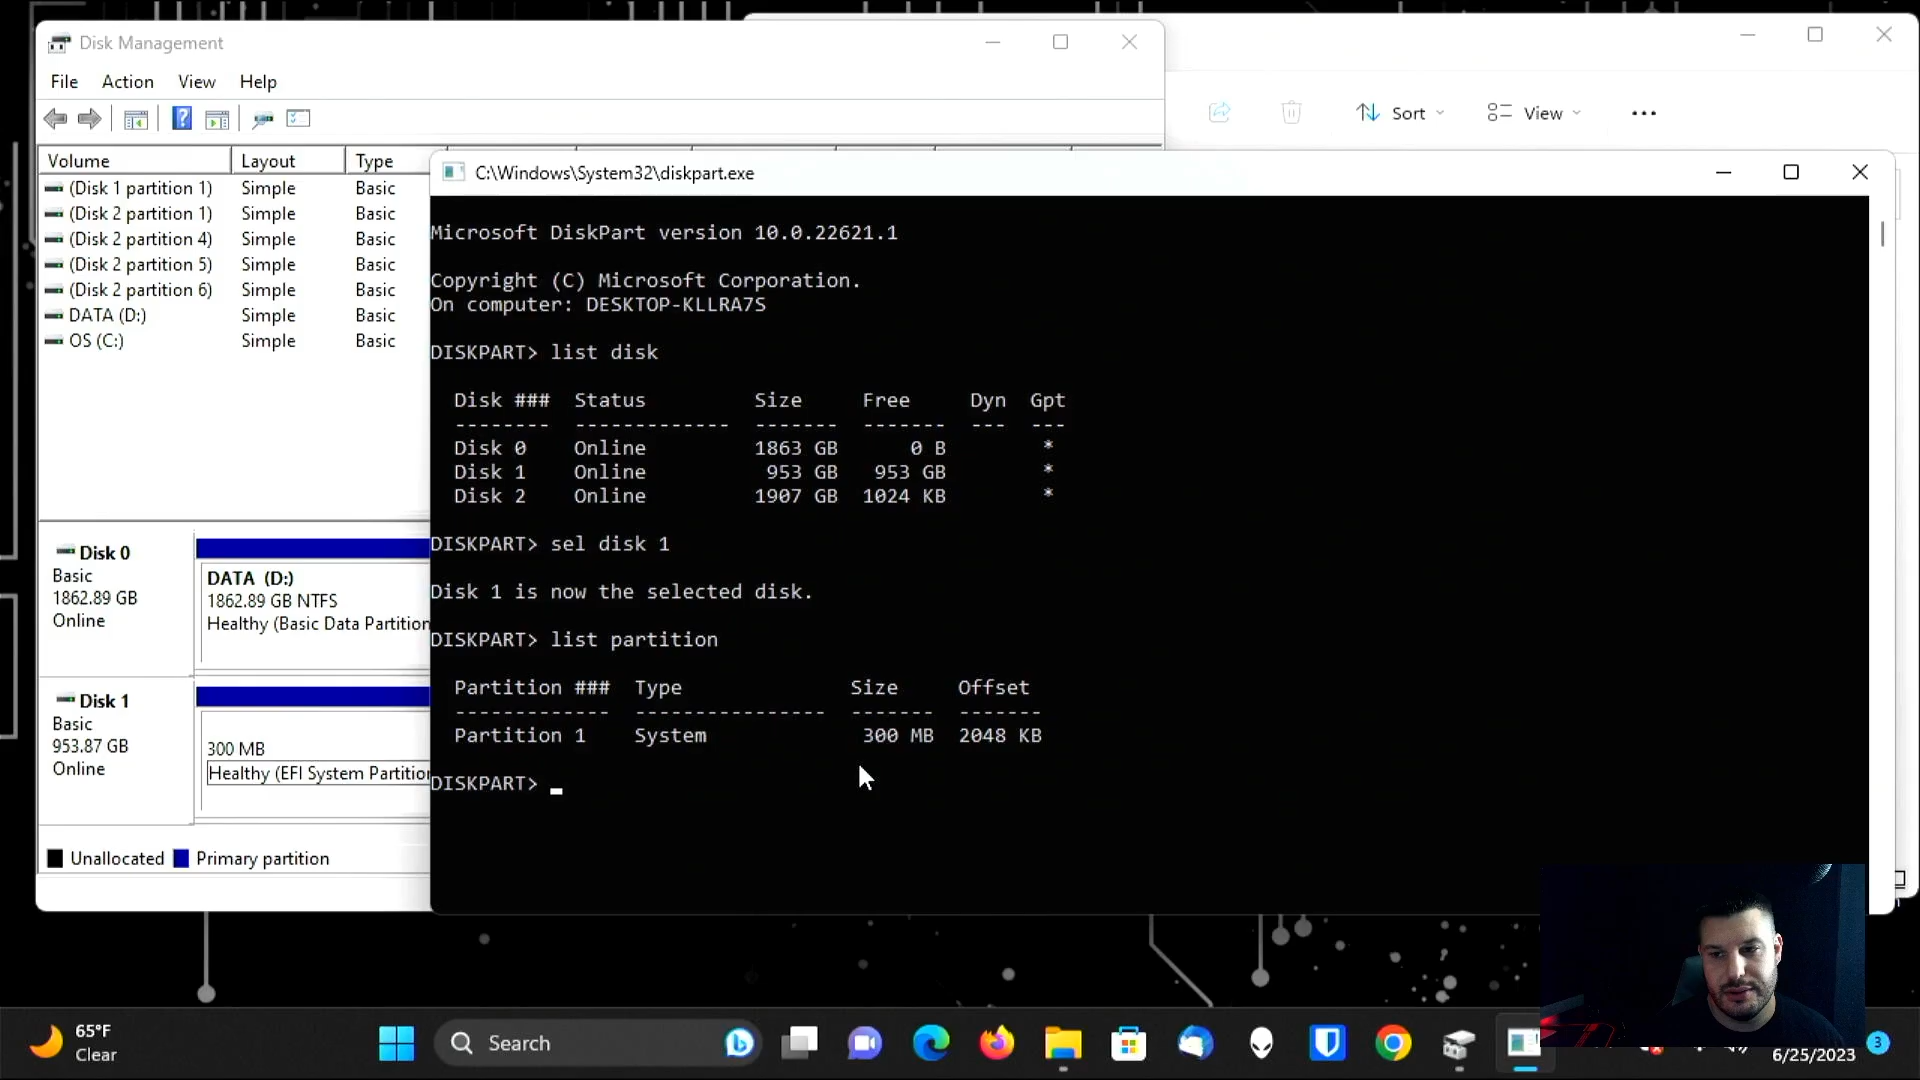 Disk Management
File Action View Help
Sort View
Volume Layout Type
(Disk 1 partition 1) Simple Basic
(Disk 2 partition 1) Simple Basic
(Disk 2 partition 4) Simple Basic
(Disk 2 partition 5) Simple Basic
(Disk 2 partition 6) Simple Basic
DATA (D:) Simple Basic
OS (C:) Simple Basic
Disk 0
Basic
1862.89 GB
Online
DATA (D:)
1862.89 GB NTFS
Healthy (Basic Data Partition
Disk 1
Basic
953.87 GB
Online
300 MB
Healthy (EFI System Partitio
Unallocated Primary partition
C:\Windows\System32\diskpart.exe
Microsoft DiskPart version 10.0.22621.1
Copyright (C) Microsoft Corporation.
On computer: DESKTOP-KLLRA7S
DISKPART> list disk
Disk ### Status Size Free Dyn Gpt
-------- ------------- ------- ------- --- ---
Disk 0 Online 1863 GB 0 B *
Disk 1 Online 953 GB 953 GB *
Disk 2 Online 1907 GB 1024 KB *
DISKPART> sel disk 1
Disk 1 is now the selected disk.
DISKPART> list partition
Partition ### Type Size Offset
------------- ---------------- ------- -------
Partition 1 System 300 MB 2048 KB
DISKPART>
65°F
Clear
Search
6/25/2023
3